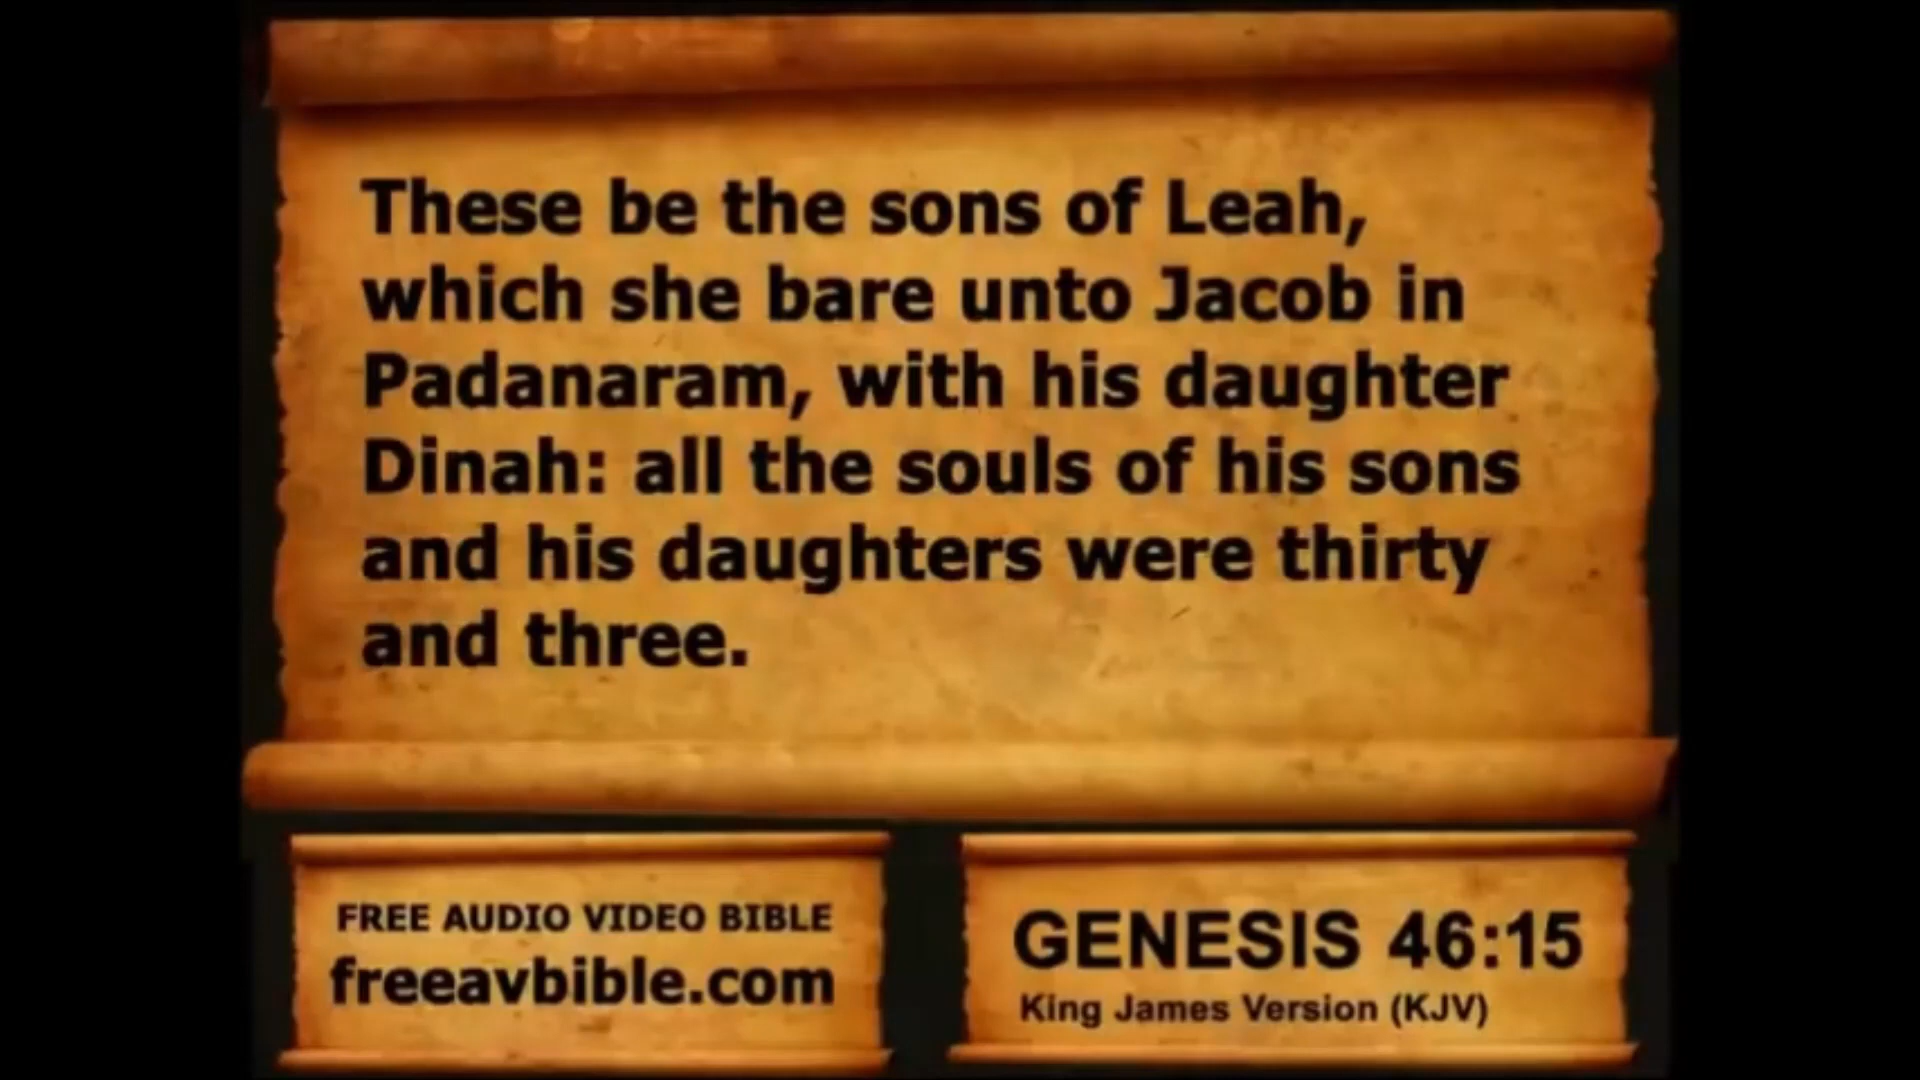 These be the sons of Leah,
which she bare unto Jacob in
Padanaram, with his daughter
Dinah: all the souls of his sons
and his daughters were thirty
and three.
FREE AUDIO VIDEO BIBLE
freeavbible.com
GENESIS 46:15
King James Version (KJV)